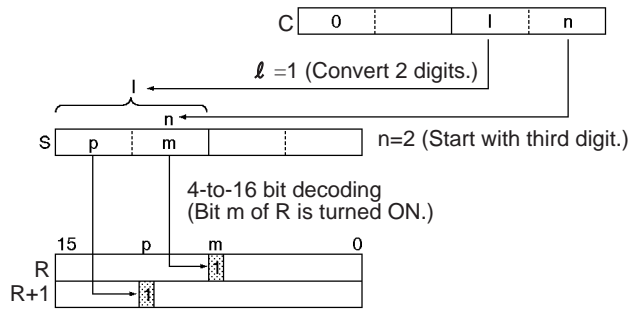 C 0 l n
ℓ =1 (Convert 2 digits.)
l
n
S p m
n=2 (Start with third digit.)
4-to-16 bit decoding
(Bit m of R is turned ON.)
15 p m 0
R 1
R+1 1